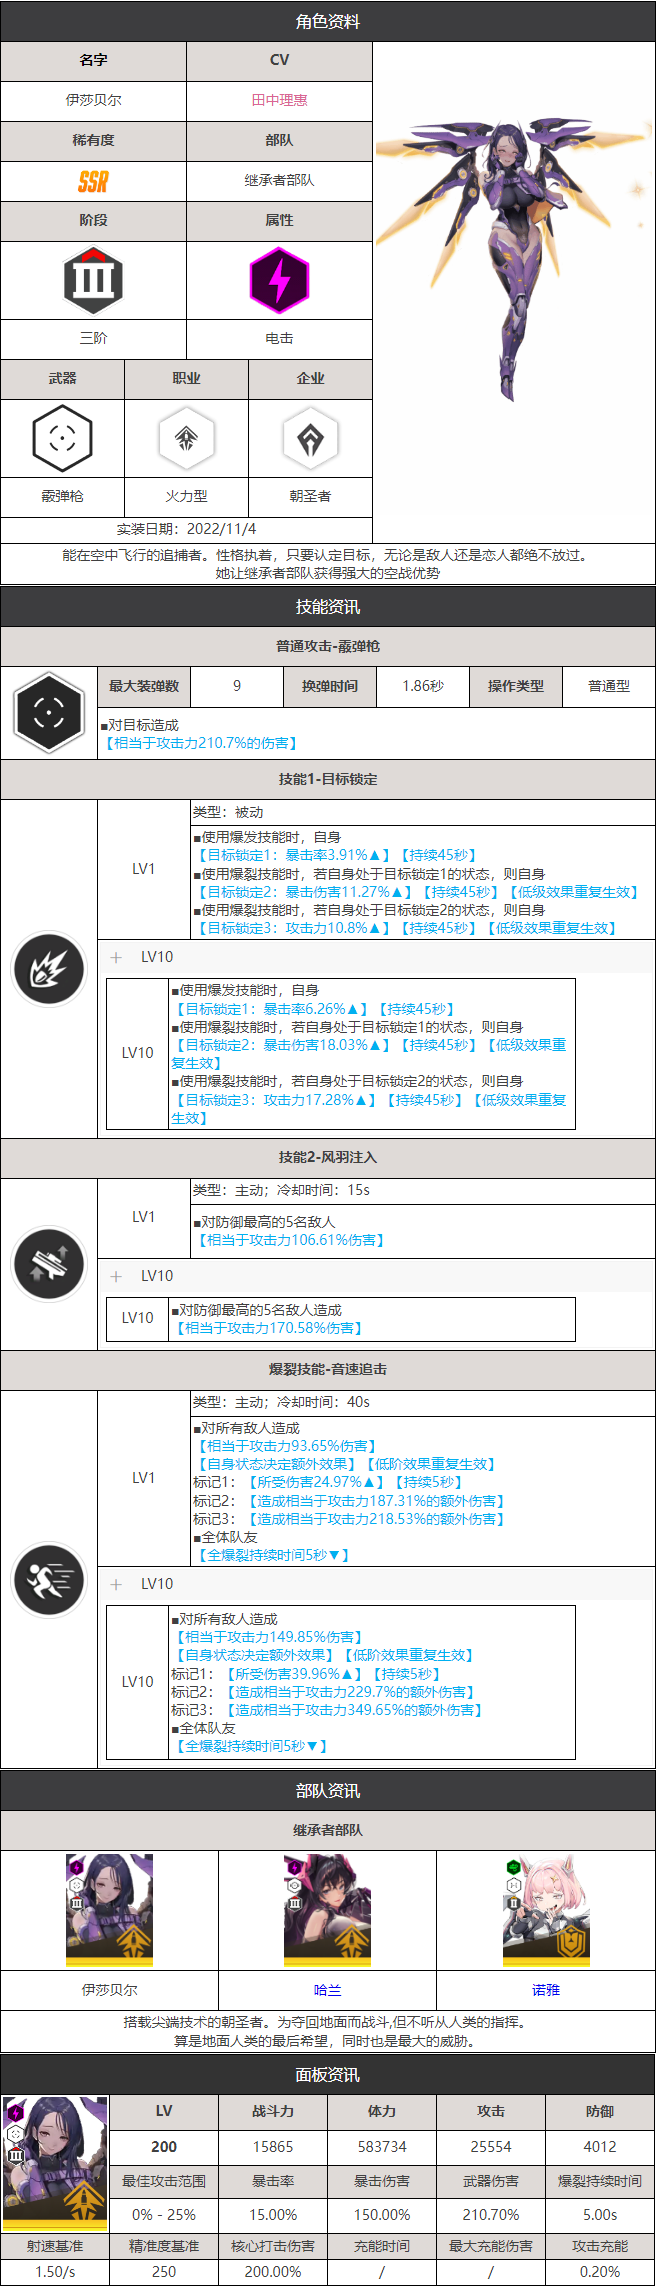 角色资料
名字 CV
伊莎贝尔 田中理惠
稀有度 部队
SSR 继承者部队
阶段 属性
三阶 电击
武器 职业 企业
霰弹枪 火力型 朝圣者
实装日期：2022/11/4
能在空中飞行的追捕者。性格执着，只要认定目标，无论是敌人还是恋人都绝不放过。
她让继承者部队获得强大的空战优势
技能资讯
普通攻击-霰弹枪
最大装弹数 9 换弹时间 1.86秒 操作类型 普通型
■对目标造成
【相当于攻击力210.7%的伤害】
技能1-目标锁定
LV1
类型：被动
■使用爆发技能时，自身
【目标锁定1：暴击率3.91%▲】【持续45秒】
■使用爆裂技能时，若自身处于目标锁定1的状态，则自身
【目标锁定2：暴击伤害11.27%▲】【持续45秒】【低级效果重复生效】
■使用爆裂技能时，若自身处于目标锁定2的状态，则自身
【目标锁定3：攻击力10.8%▲】【持续45秒】【低级效果重复生效】
＋ LV10
LV10
■使用爆发技能时，自身
【目标锁定1：暴击率6.26%▲】【持续45秒】
■使用爆裂技能时，若自身处于目标锁定1的状态，则自身
【目标锁定2：暴击伤害18.03%▲】【持续45秒】【低级效果重
复生效】
■使用爆裂技能时，若自身处于目标锁定2的状态，则自身
【目标锁定3：攻击力17.28%▲】【持续45秒】【低级效果重复
生效】
技能2-风羽注入
LV1
类型：主动；冷却时间：15s
■对防御最高的5名敌人
【相当于攻击力106.61%伤害】
＋ LV10
LV10
■对防御最高的5名敌人造成
【相当于攻击力170.58%伤害】
爆裂技能-音速追击
LV1
类型：主动；冷却时间：40s
■对所有敌人造成
【相当于攻击力93.65%伤害】
【自身状态决定额外效果】【低阶效果重复生效】
标记1：【所受伤害24.97%▲】【持续5秒】
标记2：【造成相当于攻击力187.31%的额外伤害】
标记3：【造成相当于攻击力218.53%的额外伤害】
■全体队友
【全爆裂持续时间5秒▼】
＋ LV10
LV10
■对所有敌人造成
【相当于攻击力149.85%伤害】
【自身状态决定额外效果】【低阶效果重复生效】
标记1：【所受伤害39.96%▲】【持续5秒】
标记2：【造成相当于攻击力229.7%的额外伤害】
标记3：【造成相当于攻击力349.65%的额外伤害】
■全体队友
【全爆裂持续时间5秒▼】
部队资讯
继承者部队
伊莎贝尔 哈兰 诺雅
搭载尖端技术的朝圣者。为夺回地面而战斗,但不听从人类的指挥。
算是地面人类的最后希望，同时也是最大的威胁。
面板资讯
LV 战斗力 体力 攻击 防御
200 15865 583734 25554 4012
最佳攻击范围 暴击率 暴击伤害 武器伤害 爆裂持续时间
0% - 25% 15.00% 150.00% 210.70% 5.00s
射速基准 精准度基准 核心打击伤害 充能时间 最大充能伤害 攻击充能
1.50/s 250 200.00% / / 0.20%